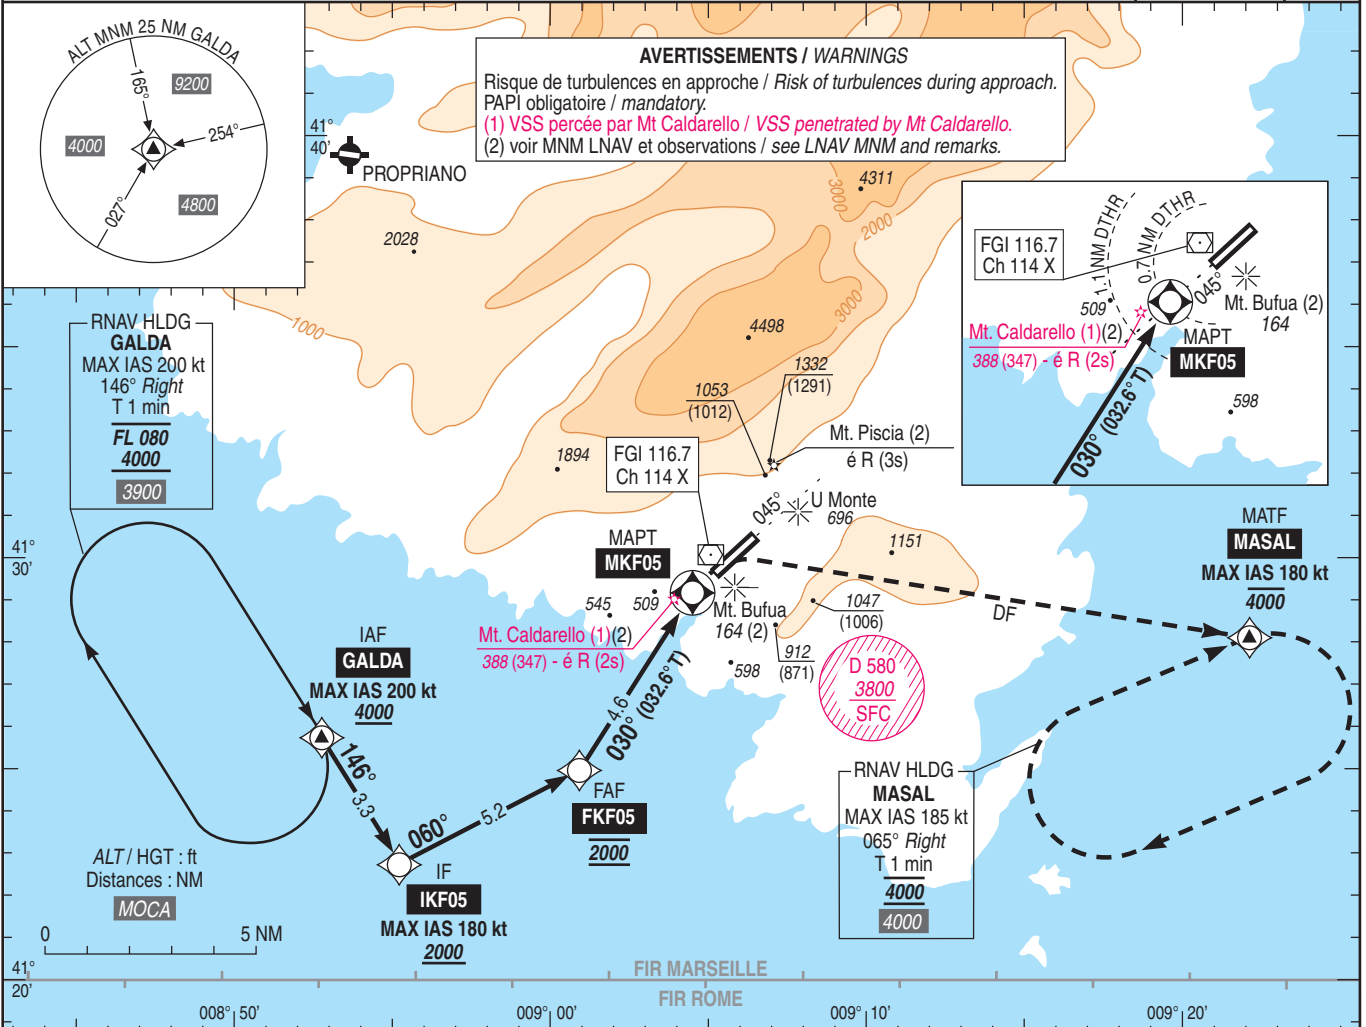 ALT MNM 25 NM GALDA
165°
9200
254°
4000
4800
027°
41°
40'
PROPRIANO
AVERTISSEMENTS / WARNINGS
Risque de turbulences en approche / Risk of turbulences during approach.
PAPI obligatoire / mandatory.
(1) VSS percée par Mt Caldarello / VSS penetrated by Mt Caldarello.
(2) voir MNM LNAV et observations / see LNAV MNM and remarks.
4311
3000
2000
2028
1000
3000
4498
1332
(1291)
1053
(1012)
1894
FGI 116.7
Ch 114 X
Mt. Piscia (2)
é R (3s)
045°
U Monte
696
1.1 NM DTHR
0.7 NM DTHR
FGI 116.7
Ch 114 X
045°
509
Mt. Bufua (2)
164
Mt. Caldarello (1)(2)
388 (347) - é R (2s)
MAPT
MKF05
598
030° (032.6° T)
RNAV HLDG
GALDA
MAX IAS 200 kt
146° Right
T 1 min
FL 080
4000
3900
41°
30'
MAPT
MKF05
545
509
Mt. Caldarello (1)(2)
388 (347) - é R (2s)
Mt. Bufua
164 (2)
598
1151
1047
(1006)
912
(871)
DF
D 580
3800
SFC
MATF
MASAL
MAX IAS 180 kt
4000
IAF
GALDA
MAX IAS 200 kt
4000
146°
3.3
060°
5.2
4.6
030° (032.6° T)
FAF
FKF05
2000
IF
IKF05
MAX IAS 180 kt
2000
RNAV HLDG
MASAL
MAX IAS 185 kt
065° Right
T 1 min
4000
4000
ALT / HGT : ft
Distances : NM
MOCA
0
5 NM
41°
20'
FIR MARSEILLE
FIR ROME
008° 50'
009° 00'
009° 10'
009° 20'